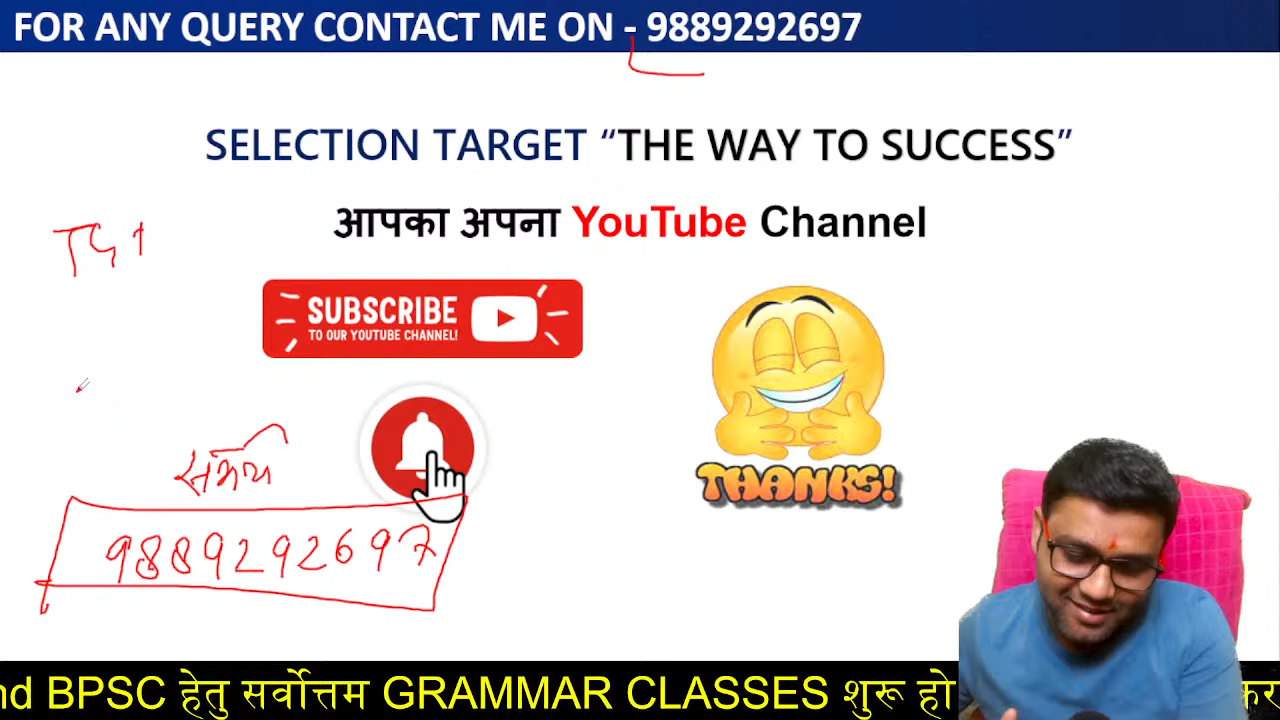 FOR ANY QUERY CONTACT ME ON - 9889292697
SELECTION TARGET “THE WAY TO SUCCESS”
आपका अपना YouTube Channel
SUBSCRIBE
TO OUR YOUTUBE CHANNEL!
THANKS!
9889292697
nd BPSC हेतु सर्वोत्तम GRAMMAR CLASSES शुरू हो